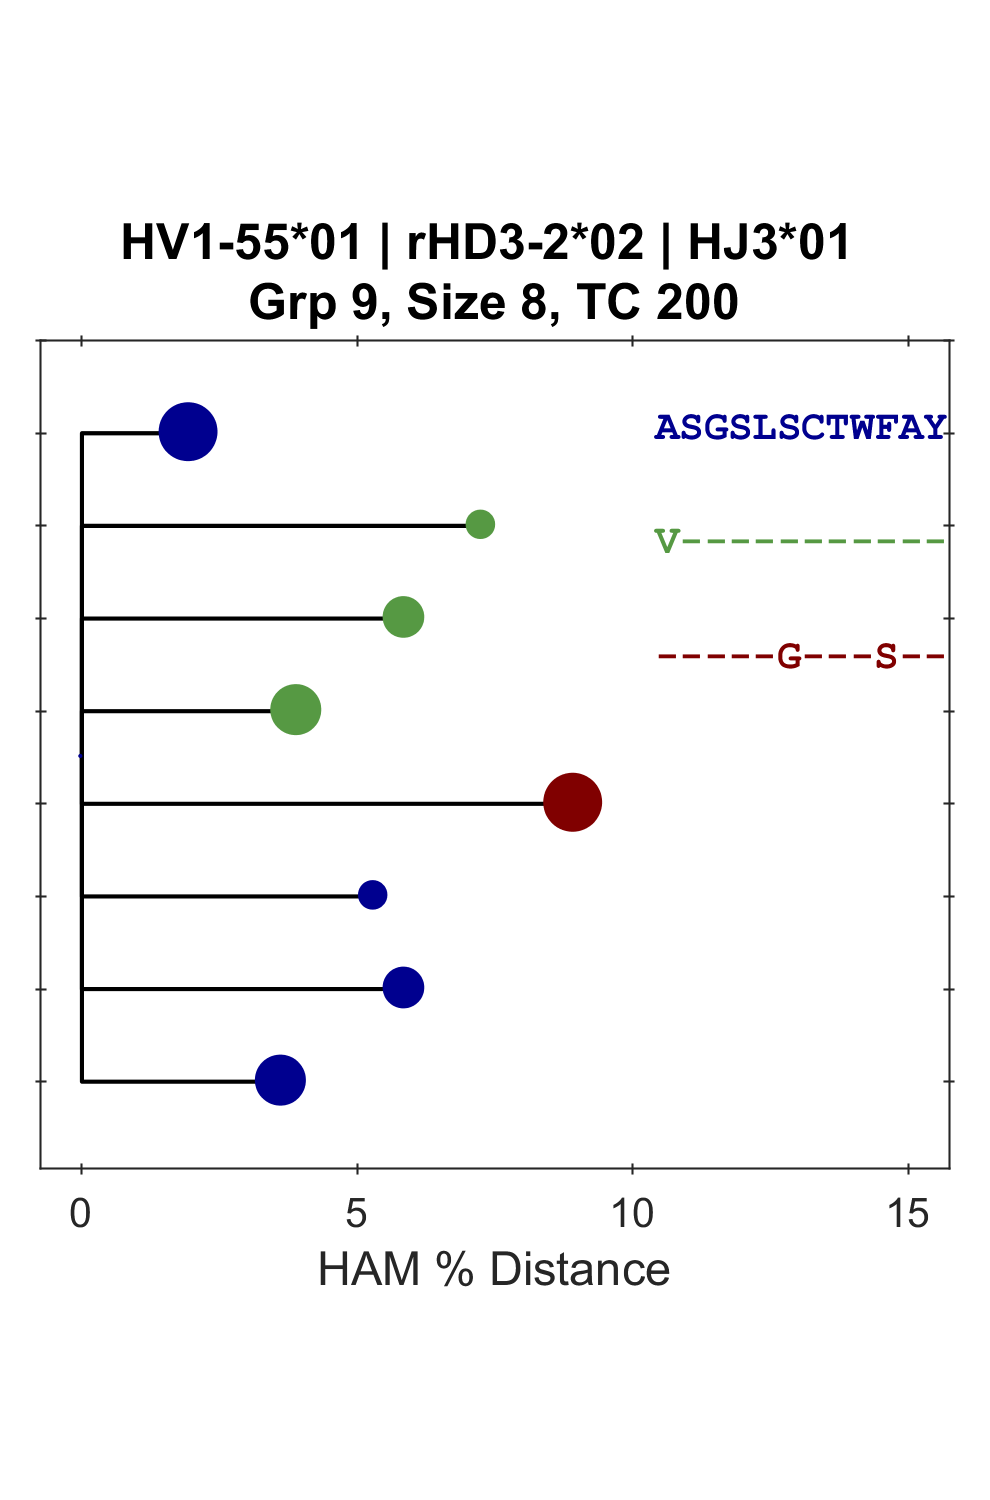 HV1-55*01 | rHD3-2*02 | HJ3*01
Grp 9, Size 8, TC 200
ASGSLSCTWFAY
V-----------
-----G---S--
0 5 10 15
HAM % Distance